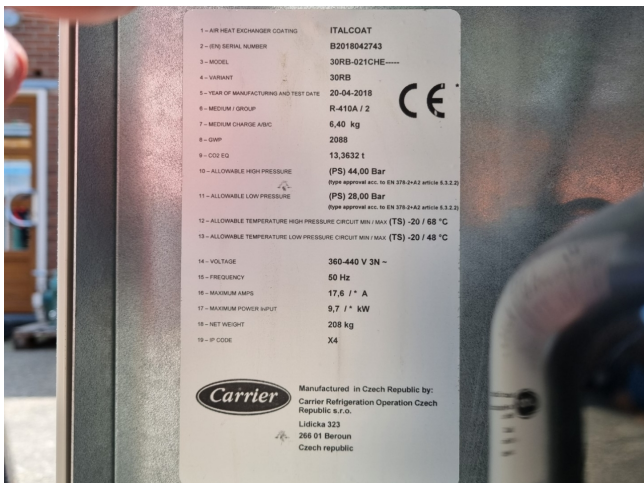 1 – AIR HEAT EXCHANGER COATING ITALCOAT
2 – (EN) SERIAL NUMBER B2018042743
3 – MODEL 30RB-021CHE-----
4 – VARIANT 30RB
5 – YEAR OF MANUFACTURING AND TEST DATE 20-04-2018
6 – MEDIUM / GROUP R-410A / 2
CE
7 – MEDIUM CHARGE A/B/C 6,40 kg
8 – GWP 2088
9 – CO2 EQ 13,3632 t
10 – ALLOWABLE HIGH PRESSURE (PS) 44,00 Bar
(type approval acc. to EN 378-2+A2 article 5.3.2.2)
11 – ALLOWABLE LOW PRESSURE (PS) 28,00 Bar
(type approval acc. to EN 378-2+A2 article 5.3.2.2)
12 – ALLOWABLE TEMPERATURE HIGH PRESSURE CIRCUIT MIN / MAX (TS) -20 / 68 °C
13 – ALLOWABLE TEMPERATURE LOW PRESSURE CIRCUIT MIN / MAX (TS) -20 / 48 °C
14 – VOLTAGE 360-440 V 3N ~
15 – FREQUENCY 50 Hz
16 – MAXIMUM AMPS 17,6 / * A
17 – MAXIMUM POWER INPUT 9,7 / * kW
18 – NET WEIGHT 208 kg
19 – IP CODE X4
Carrier
Manufactured in Czech Republic by:
Carrier Refrigeration Operation Czech
Republic s.r.o.
Lidicka 323
266 01 Beroun
Czech republic